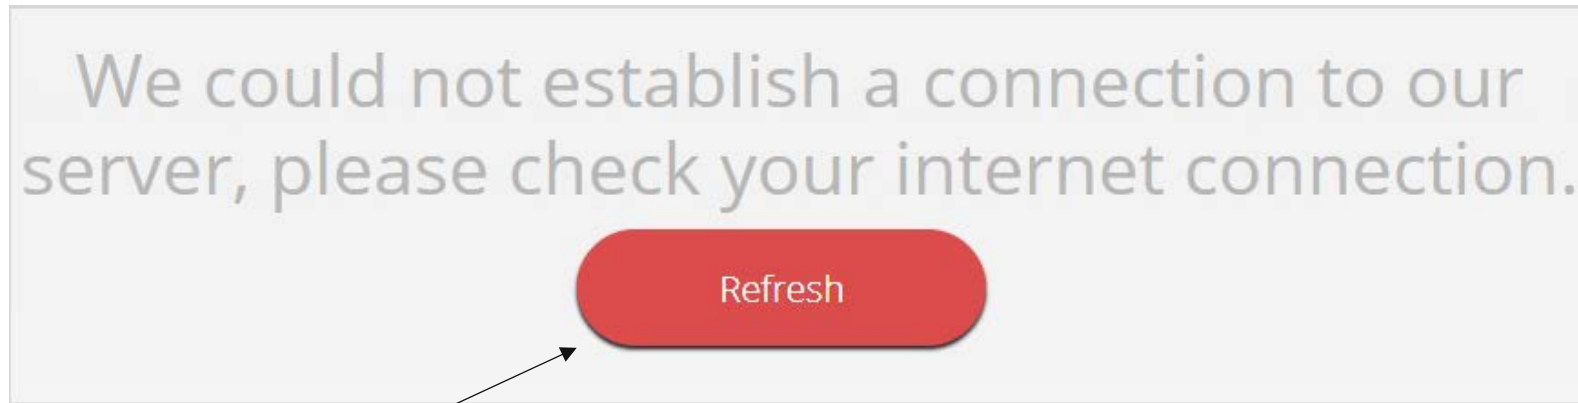 We could not establish a connection to our
server, please check your internet connection.
Refresh